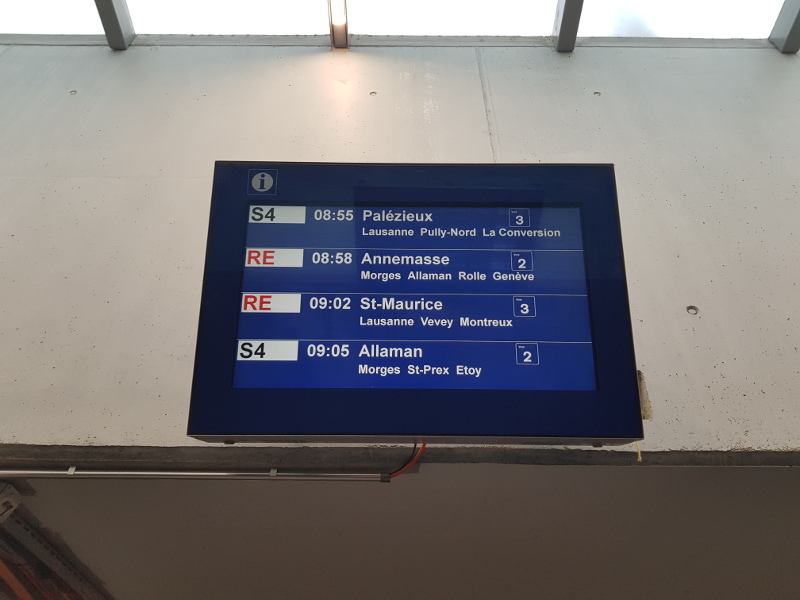 i
S4 08:55 Palézieux 3
Lausanne Pully-Nord La Conversion
RE 08:58 Annemasse 2
Morges Allaman Rolle Genève
RE 09:02 St-Maurice 3
Lausanne Vevey Montreux
S4 09:05 Allaman 2
Morges St-Prex Etoy